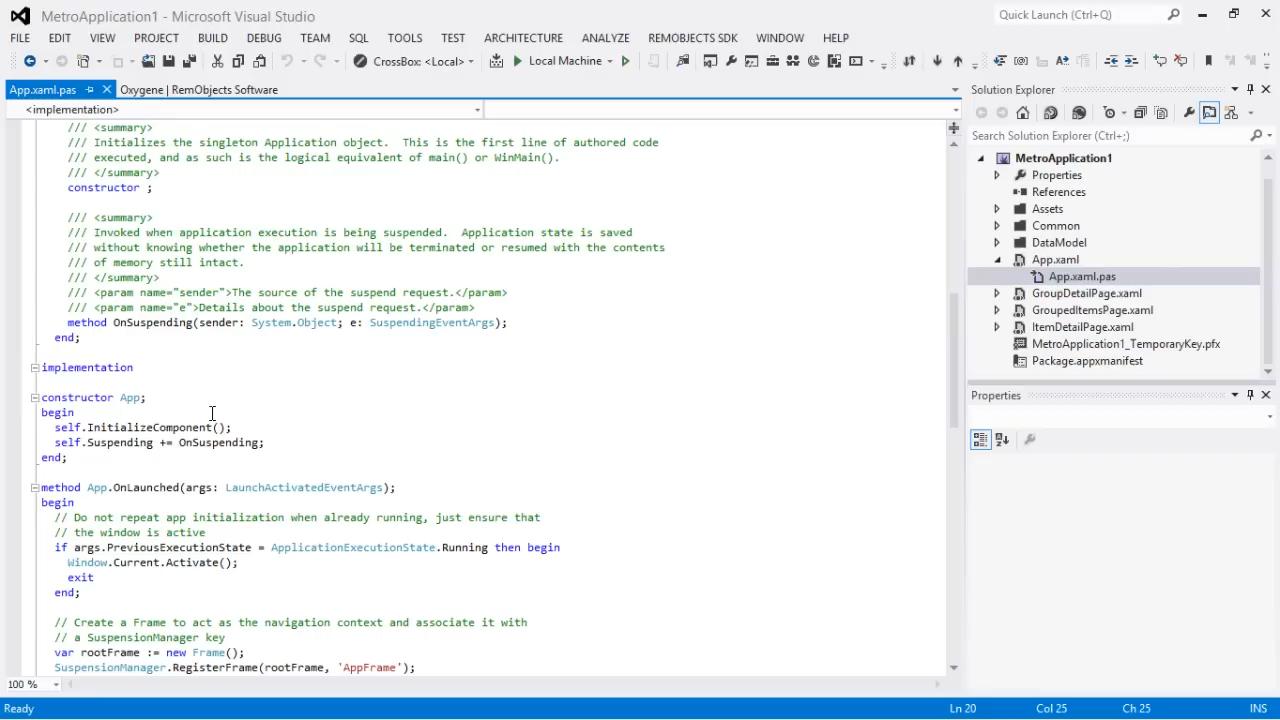 MetroApplication1 - Microsoft Visual Studio
Quick Launch (Ctrl+Q)
FILE EDIT VIEW PROJECT BUILD DEBUG TEAM SQL TOOLS TEST ARCHITECTURE ANALYZE REMOBJECTS SDK WINDOW HELP
CrossBox: <Local> Local Machine
App.xaml.pas Oxygene | RemObjects Software
<implementation>
/// <summary>
/// Initializes the singleton Application object.  This is the first line of authored code
/// executed, and as such is the logical equivalent of main() or WinMain().
/// </summary>
constructor ;
/// <summary>
/// Invoked when application execution is being suspended.  Application state is saved
/// without knowing whether the application will be terminated or resumed with the contents
/// of memory still intact.
/// </summary>
/// <param name="sender">The source of the suspend request.</param>
/// <param name="e">Details about the suspend request.</param>
method OnSuspending(sender: System.Object; e: SuspendingEventArgs);
end;
implementation
constructor App;
begin
self.InitializeComponent();
self.Suspending += OnSuspending;
end;
method App.OnLaunched(args: LaunchActivatedEventArgs);
begin
// Do not repeat app initialization when already running, just ensure that
// the window is active
if args.PreviousExecutionState = ApplicationExecutionState.Running then begin
Window.Current.Activate();
exit
end;
// Create a Frame to act as the navigation context and associate it with
// a SuspensionManager key
var rootFrame := new Frame();
SuspensionManager.RegisterFrame(rootFrame, 'AppFrame');
100 %
Solution Explorer
Search Solution Explorer (Ctrl+;)
MetroApplication1
Properties
References
Assets
Common
DataModel
App.xaml
App.xaml.pas
GroupDetailPage.xaml
GroupedItemsPage.xaml
ItemDetailPage.xaml
MetroApplication1_TemporaryKey.pfx
Package.appxmanifest
Properties
Ready Ln 20 Col 25 Ch 25 INS